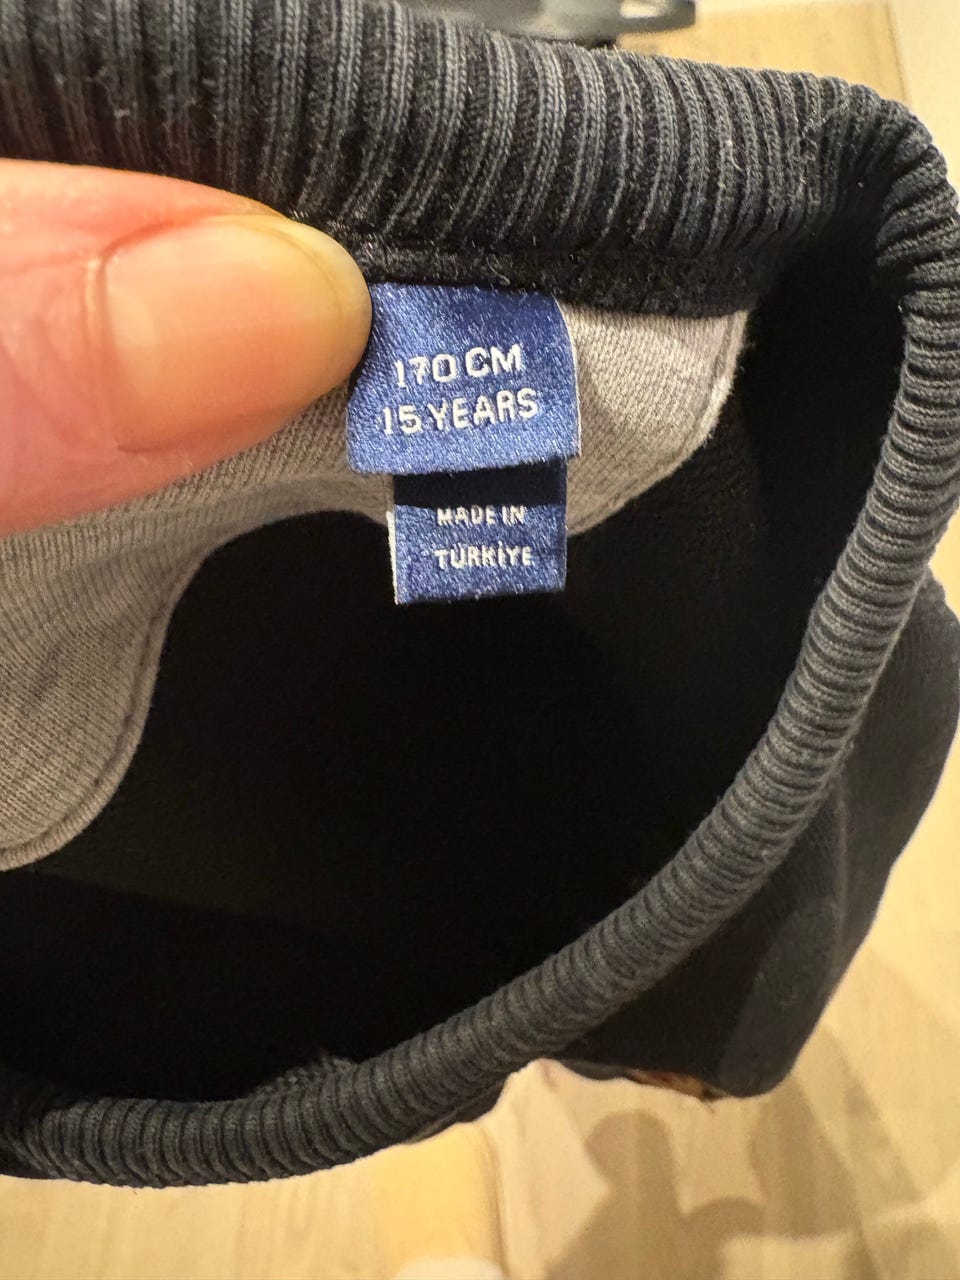 170 CM
15 YEARS
MADE IN
TÜRKİYE